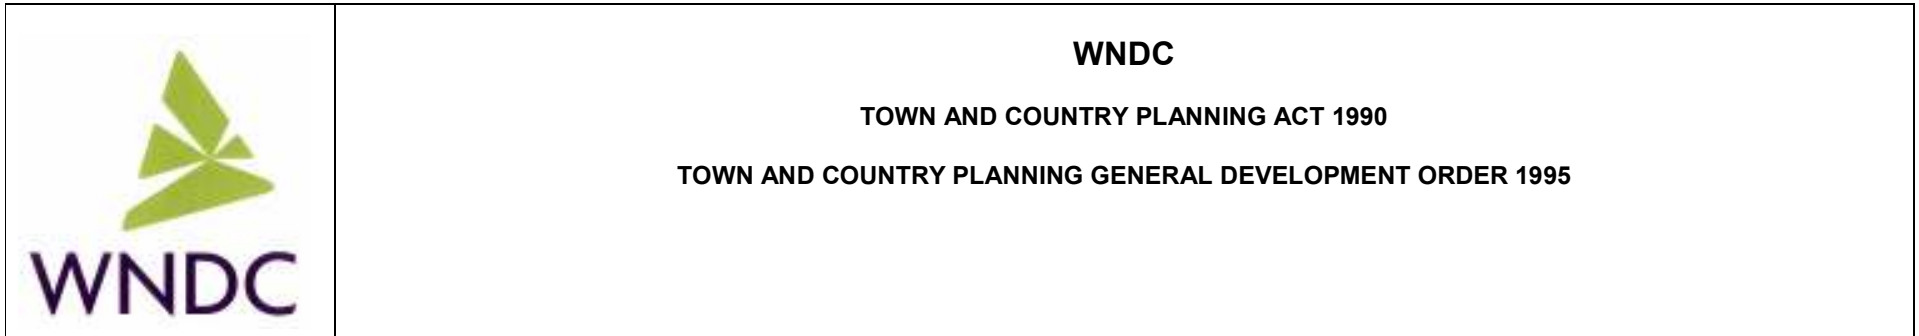 WNDC
WNDC
TOWN AND COUNTRY PLANNING ACT 1990
TOWN AND COUNTRY PLANNING GENERAL DEVELOPMENT ORDER 1995